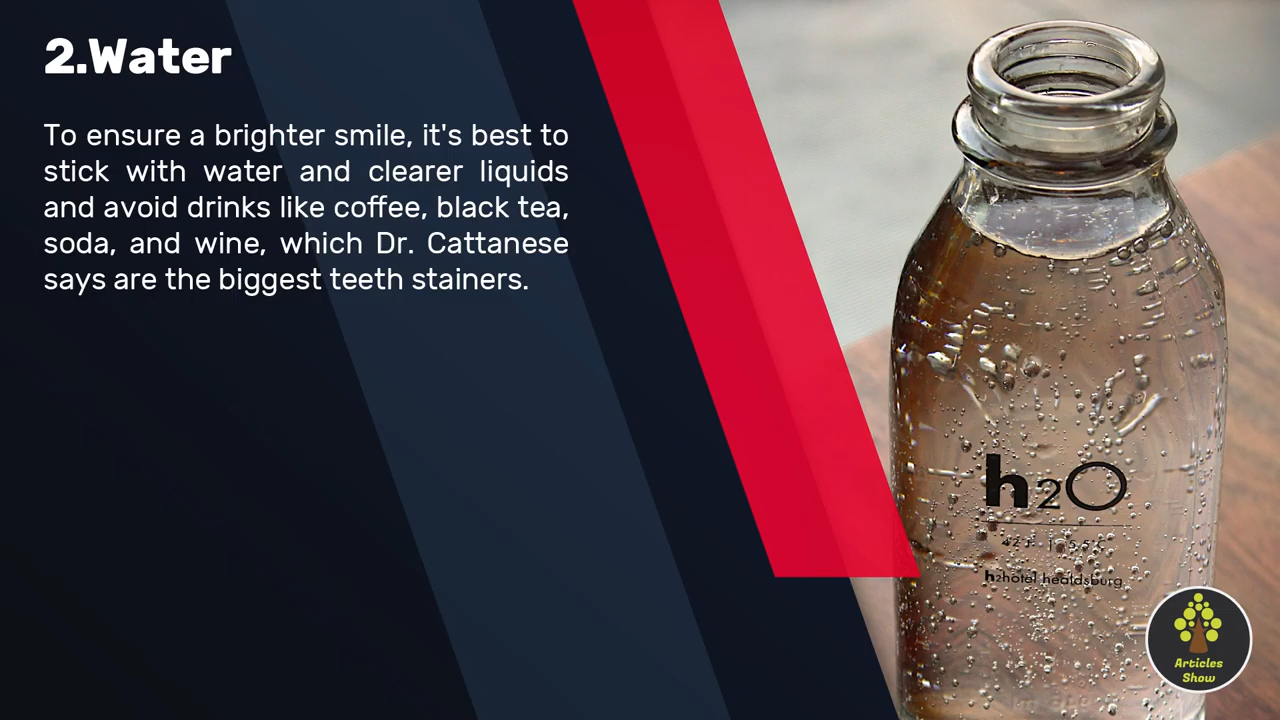 2.Water
To ensure a brighter smile, it's best to
stick with water and clearer liquids
and avoid drinks like coffee, black tea,
soda, and wine, which Dr. Cattanese
says are the biggest teeth stainers.
h2O
h2hotel healdsburg
Articles
Show